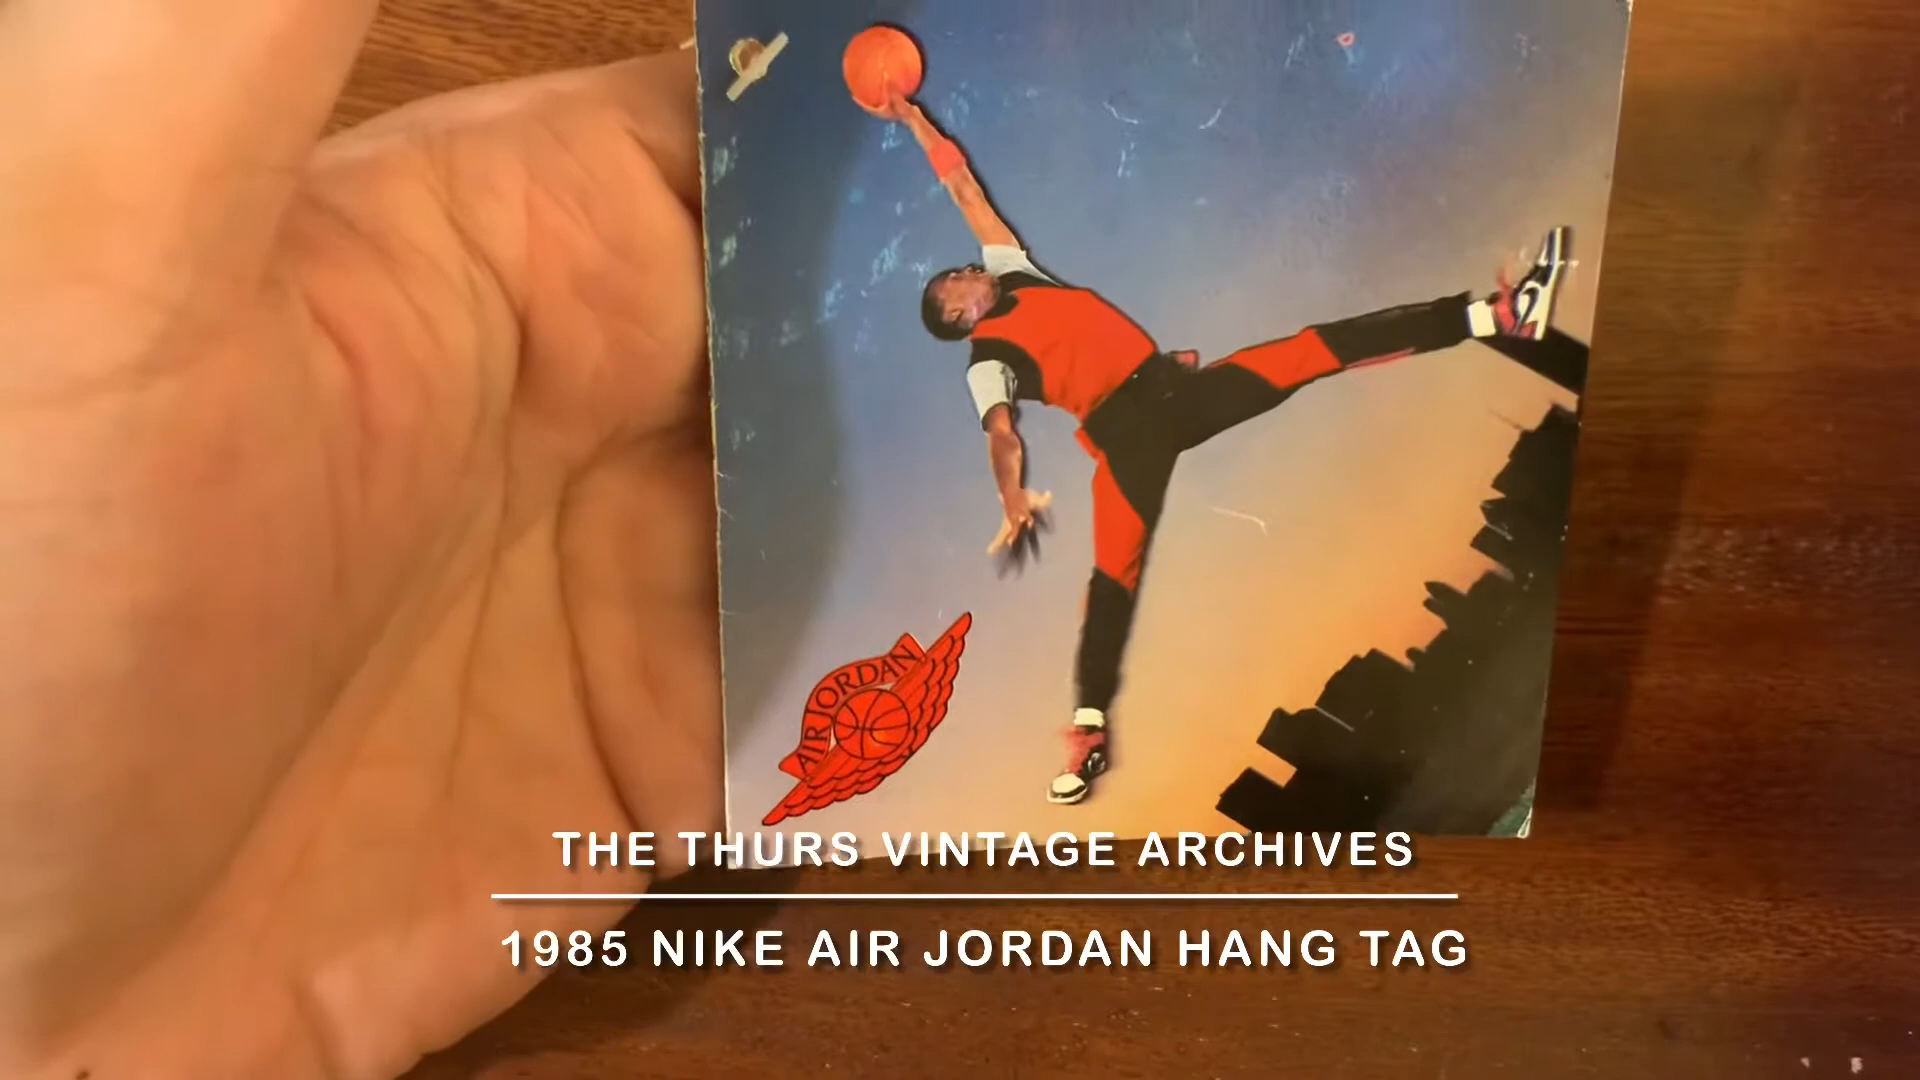 AIR JORDAN
THE THURS VINTAGE ARCHIVES
1985 NIKE AIR JORDAN HANG TAG